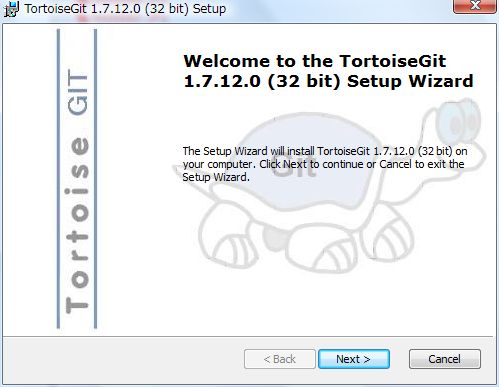 TortoiseGit 1.7.12.0 (32 bit) Setup
Welcome to the TortoiseGit
1.7.12.0 (32 bit) Setup Wizard
The Setup Wizard will install TortoiseGit 1.7.12.0 (32 bit) on
your computer. Click Next to continue or Cancel to exit the
Setup Wizard.
Git
Tortoise GIT
< Back
Next >
Cancel